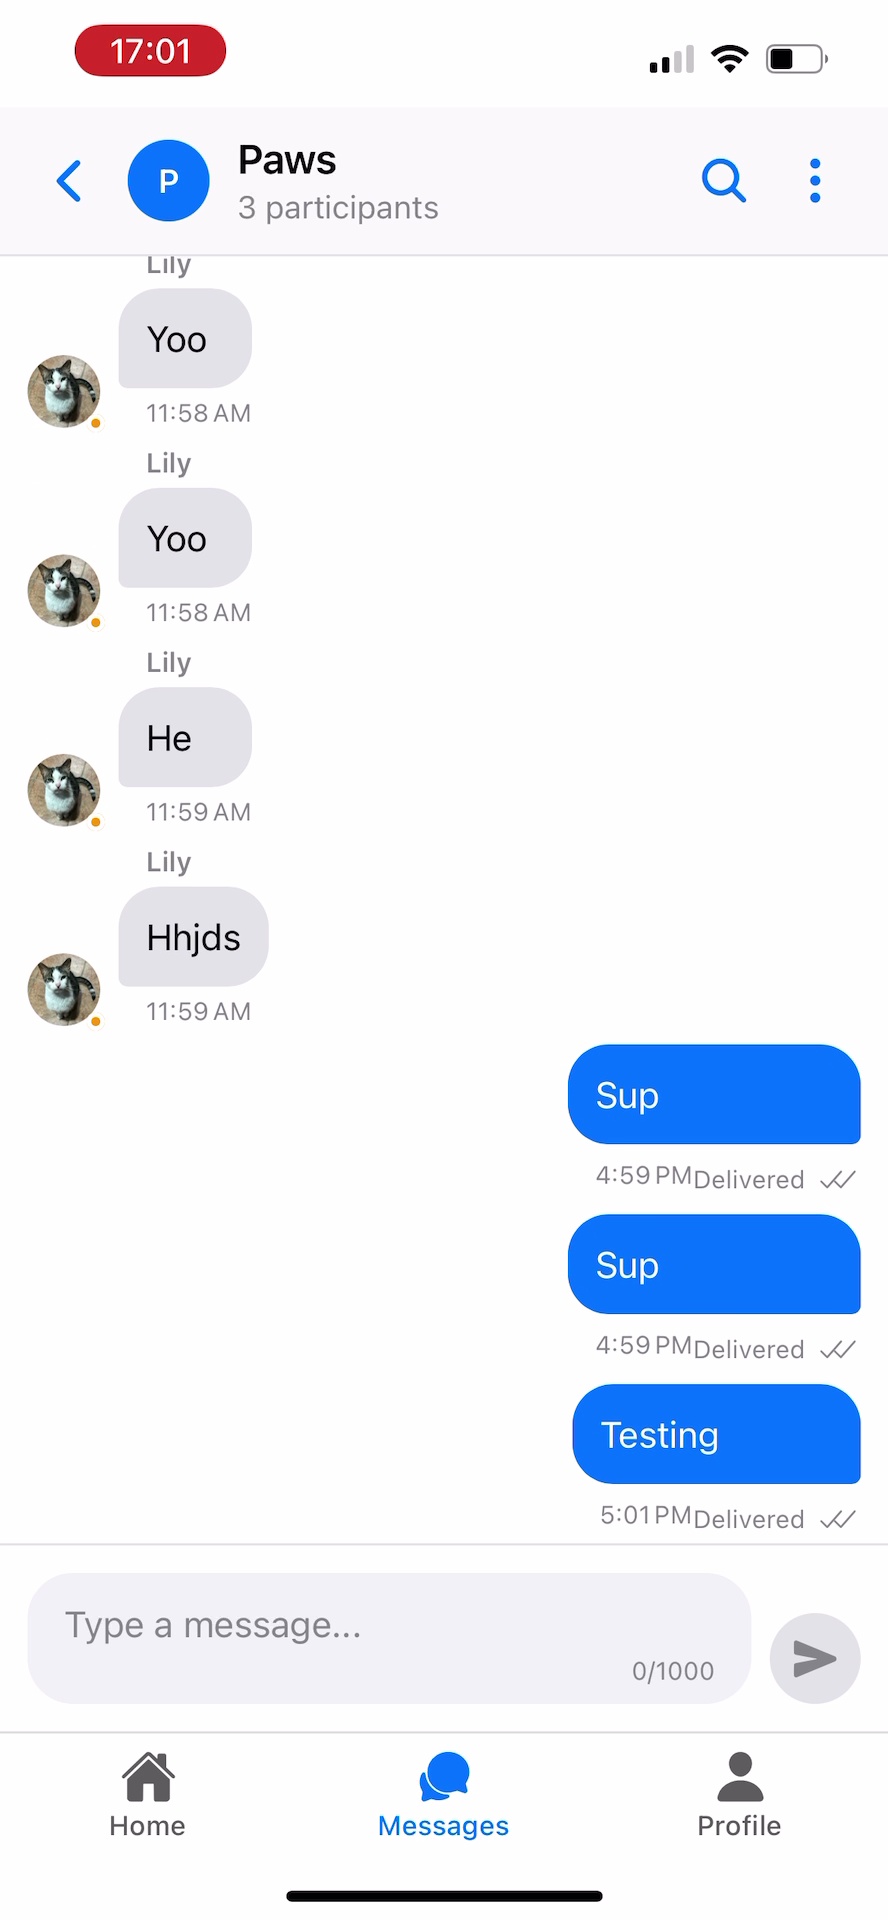 17:01
P
Paws
3 participants
Lily
Yoo
11:58 AM
Lily
Yoo
11:58 AM
Lily
He
11:59 AM
Lily
Hhjds
11:59 AM
Sup
4:59 PM Delivered
Sup
4:59 PM Delivered
Testing
5:01 PM Delivered
Type a message...
0/1000
Home
Messages
Profile